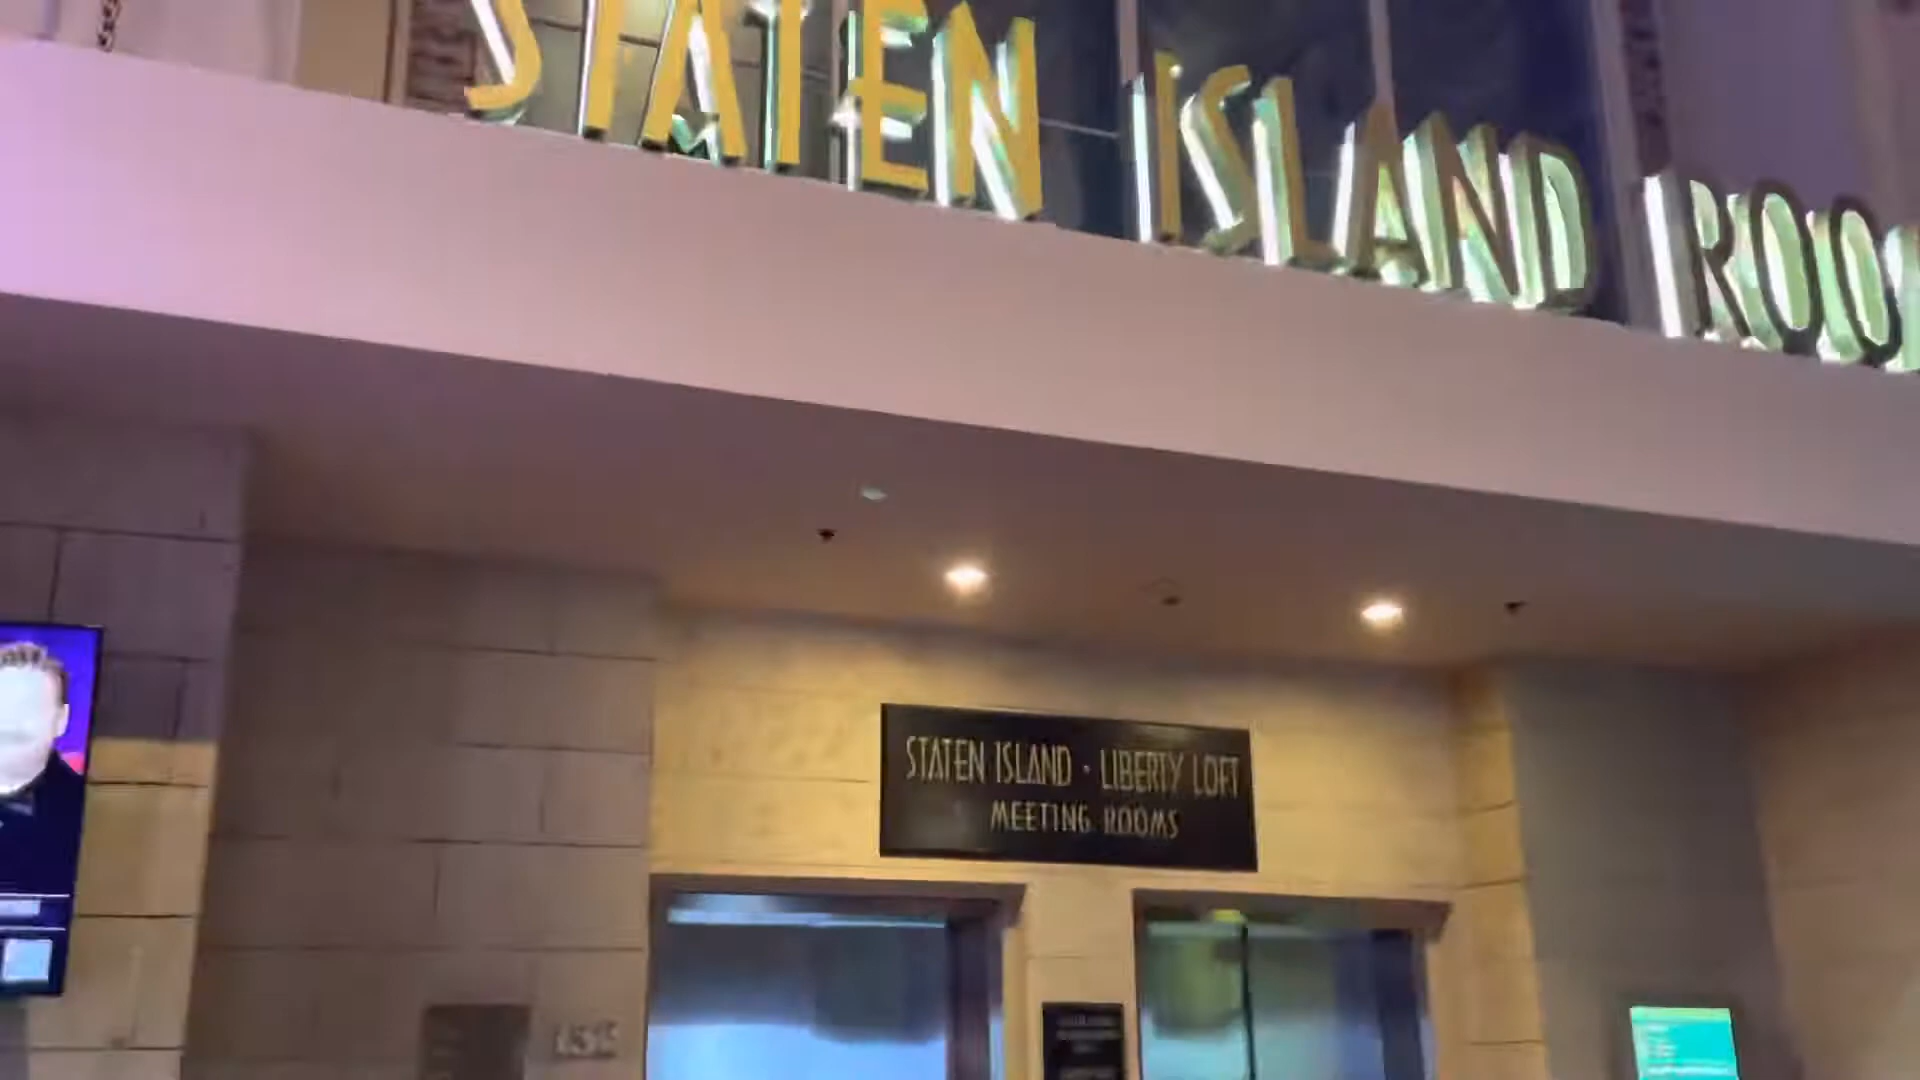 STATEN ISLAND ROO
STATEN ISLAND • LIBERTY LOFT
MEETING ROOMS